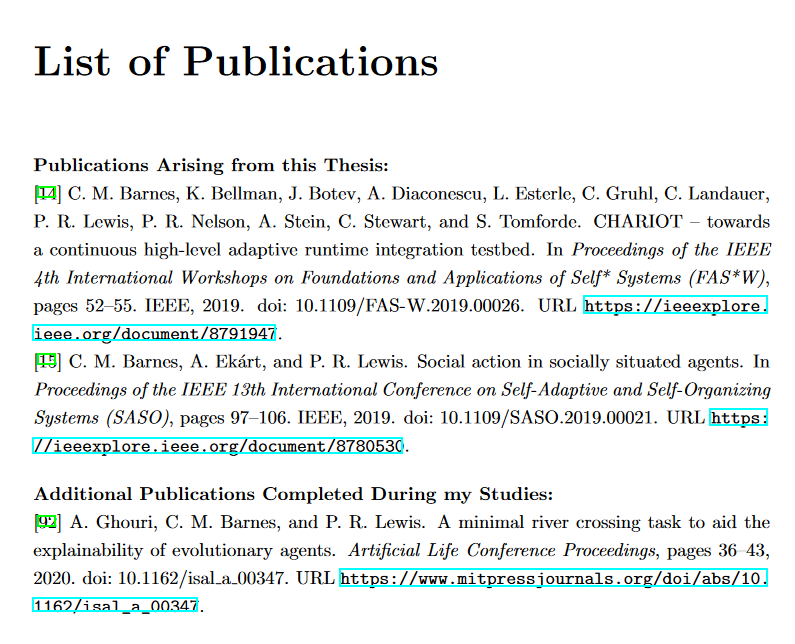 List of Publications
Publications Arising from this Thesis:
[14] C. M. Barnes, K. Bellman, J. Botev, A. Diaconescu, L. Esterle, C. Gruhl, C. Landauer,
P. R. Lewis, P. R. Nelson, A. Stein, C. Stewart, and S. Tomforde. CHARIOT – towards
a continuous high-level adaptive runtime integration testbed. In Proceedings of the IEEE
4th International Workshops on Foundations and Applications of Self* Systems (FAS*W),
pages 52–55. IEEE, 2019. doi: 10.1109/FAS-W.2019.00026. URL https://ieeexplore.
ieee.org/document/8791947.
[15] C. M. Barnes, A. Ekárt, and P. R. Lewis. Social action in socially situated agents. In
Proceedings of the IEEE 13th International Conference on Self-Adaptive and Self-Organizing
Systems (SASO), pages 97–106. IEEE, 2019. doi: 10.1109/SASO.2019.00021. URL https:
//ieeexplore.ieee.org/document/8780530.
Additional Publications Completed During my Studies:
[92] A. Ghouri, C. M. Barnes, and P. R. Lewis. A minimal river crossing task to aid the
explainability of evolutionary agents. Artificial Life Conference Proceedings, pages 36–43,
2020. doi: 10.1162/isal_a_00347. URL https://www.mitpressjournals.org/doi/abs/10.
1162/isal_a_00347.